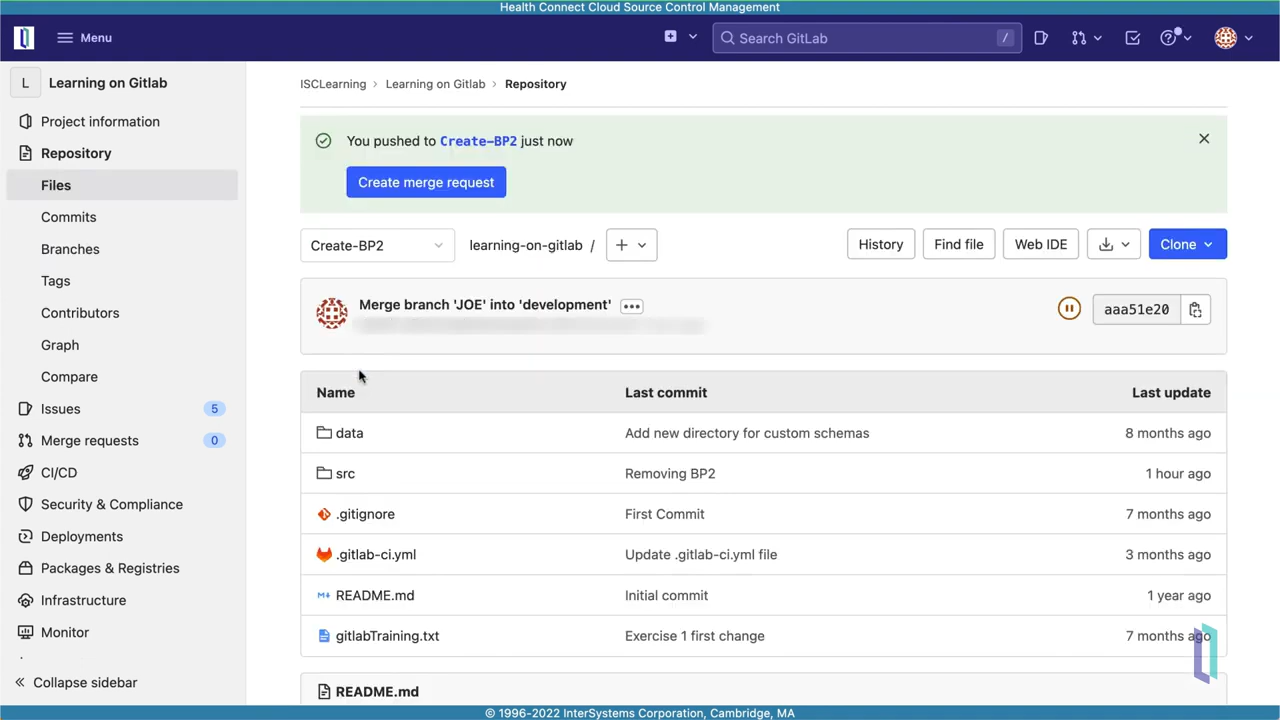 Health Connect Cloud Source Control Management
Menu
Search GitLab
/
L Learning on Gitlab
Project information
Repository
Files
Commits
Branches
Tags
Contributors
Graph
Compare
Issues 5
Merge requests 0
CI/CD
Security & Compliance
Deployments
Packages & Registries
Infrastructure
Monitor
Collapse sidebar
ISCLearning > Learning on Gitlab > Repository
You pushed to Create-BP2 just now
Create merge request
Create-BP2
learning-on-gitlab /
History
Find file
Web IDE
Clone
Merge branch 'JOE' into 'development'
aaa51e20
Name Last commit Last update
data Add new directory for custom schemas 8 months ago
src Removing BP2 1 hour ago
.gitignore First Commit 7 months ago
.gitlab-ci.yml Update .gitlab-ci.yml file 3 months ago
README.md Initial commit 1 year ago
gitlabTraining.txt Exercise 1 first change 7 months ago
README.md
© 1996-2022 InterSystems Corporation, Cambridge, MA